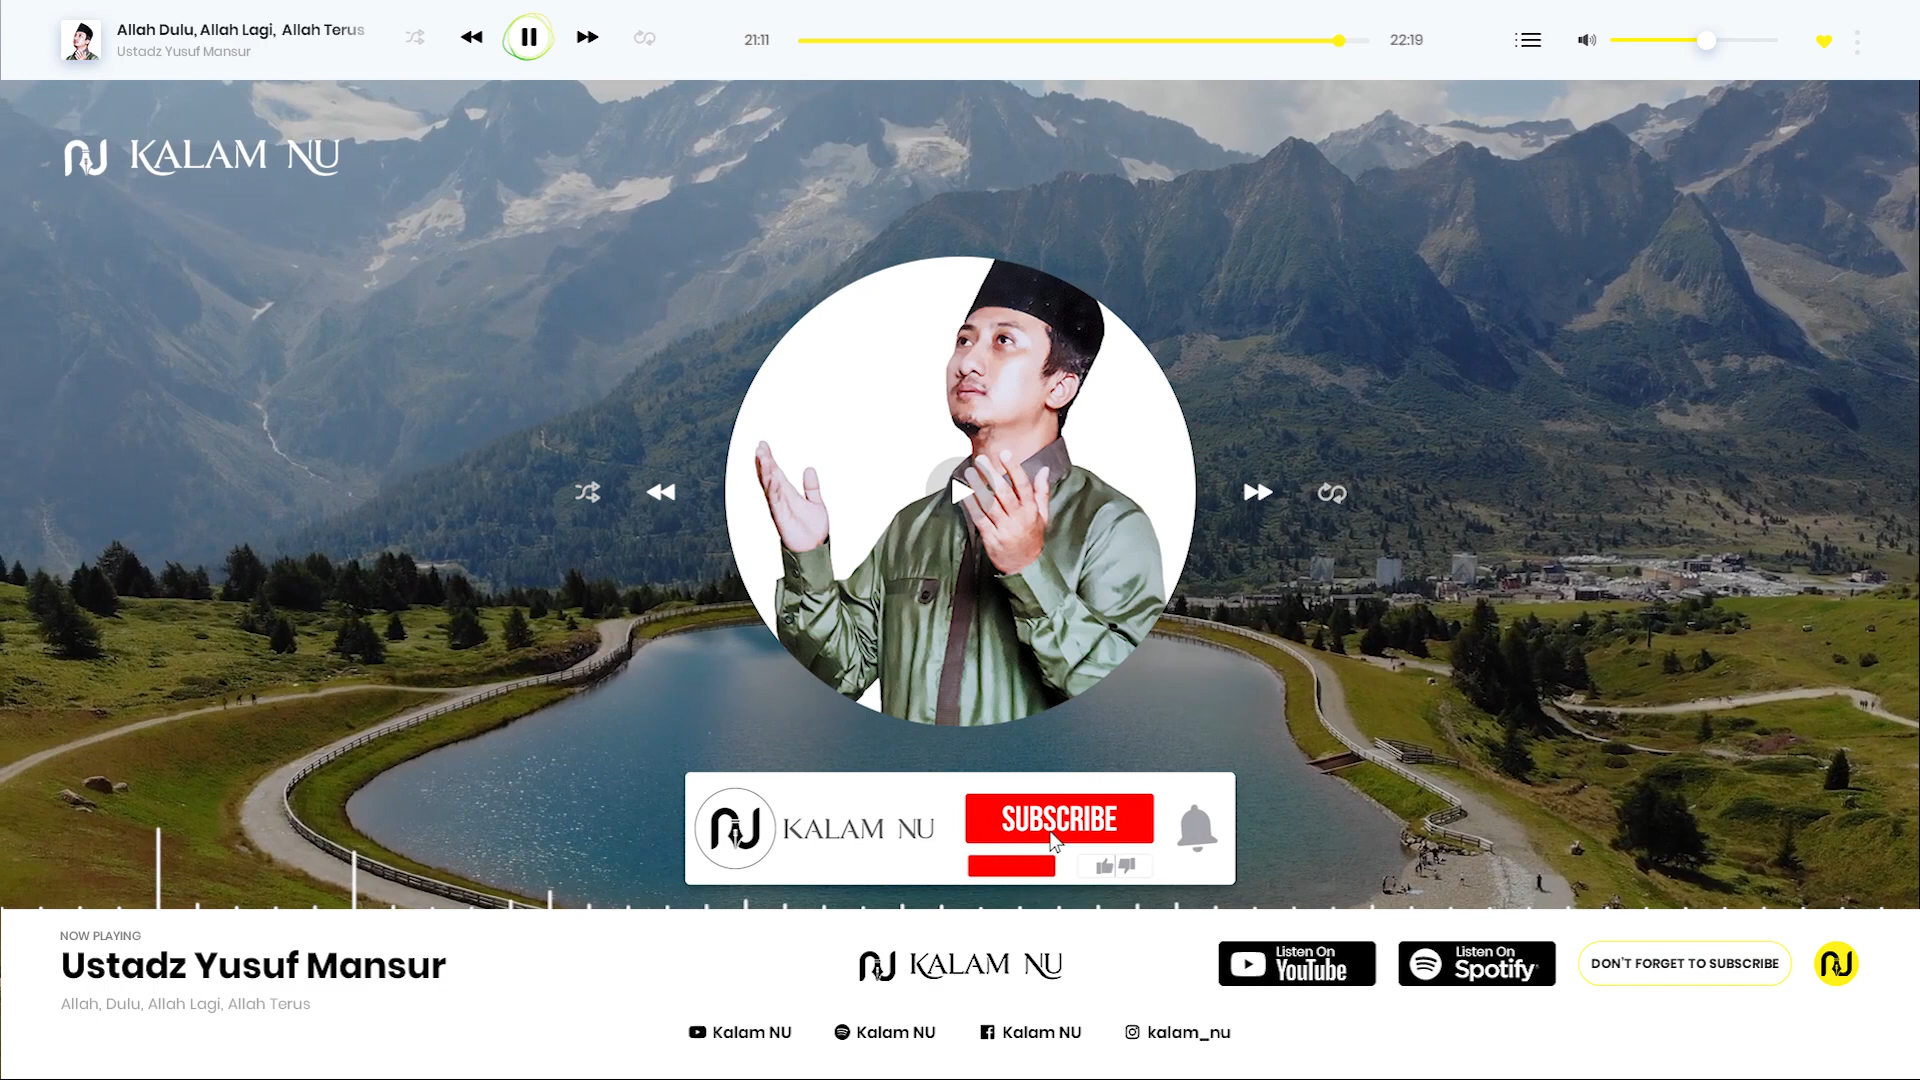 Allah Dulu, Allah Lagi, Allah Terus
Ustadz Yusuf Mansur
21:11
22:19
KALAM NU
KALAM NU
SUBSCRIBE
NOW PLAYING
Ustadz Yusuf Mansur
Allah, Dulu, Allah Lagi, Allah Terus
KALAM NU
Listen On
YouTube
Listen On
Spotify
DON'T FORGET TO SUBSCRIBE
Kalam NU
Kalam NU
Kalam NU
kalam_nu